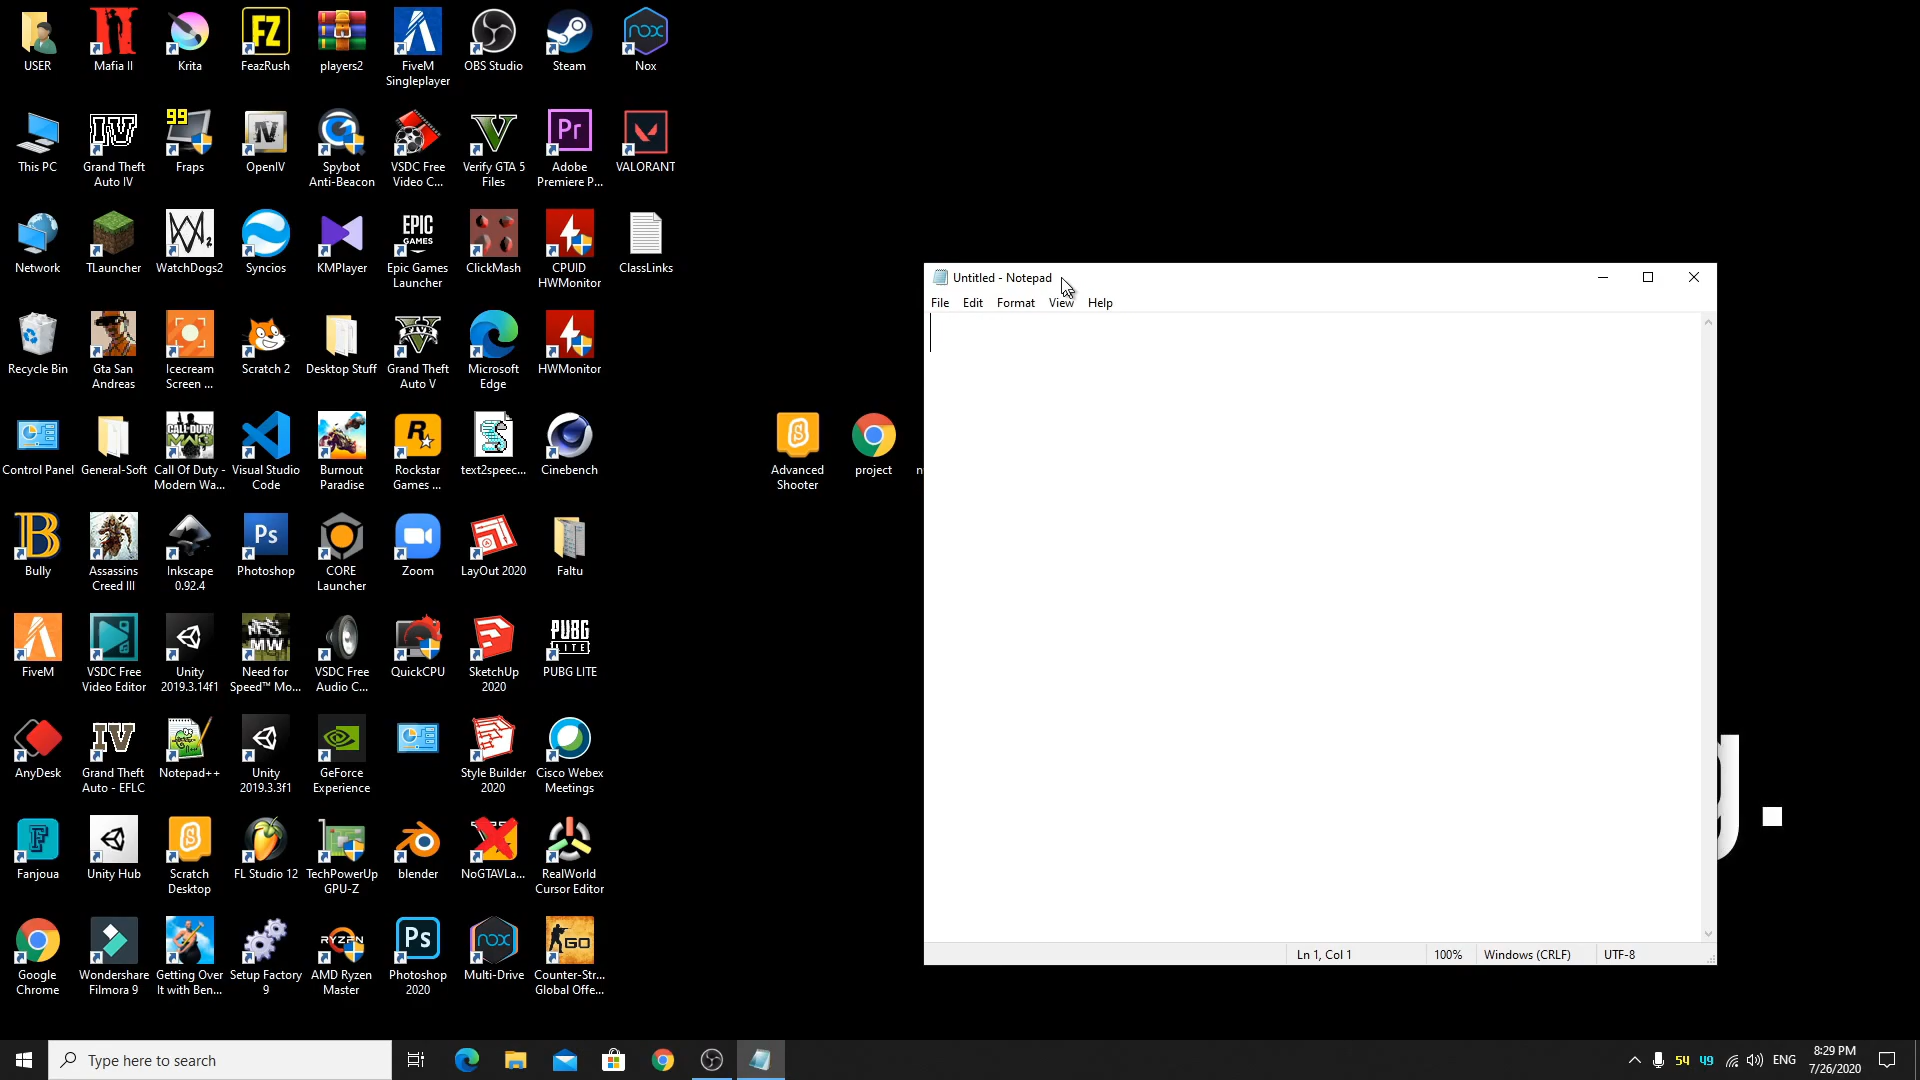 USER
Mafia II
Krita
FeazRush
players2
FiveM
Singleplayer
OBS Studio
Steam
Nox
This PC
Grand Theft
Auto IV
Fraps
OpenIV
Spybot
Anti-Beacon
VSDC Free
Video C...
Verify GTA 5
Files
Adobe
Premiere P...
VALORANT
Network
TLauncher
WatchDogs2
Syncios
KMPlayer
Epic Games
Launcher
ClickMash
CPUID
HWMonitor
ClassLinks
Recycle Bin
Gta San
Andreas
Icecream
Screen ...
Scratch 2
Desktop Stuff
Grand Theft
Auto V
Microsoft
Edge
HWMonitor
Control Panel
General-Soft
Call Of Duty -
Modern Wa...
Visual Studio
Code
Burnout
Paradise
Rockstar
Games ...
text2speec...
Cinebench
Advanced
Shooter
project
Bully
Assassins
Creed III
Inkscape
0.92.4
Photoshop
CORE
Launcher
Zoom
LayOut 2020
Faltu
FiveM
VSDC Free
Video Editor
Unity
2019.3.14f1
Need for
Speed™ Mo...
VSDC Free
Audio C...
QuickCPU
SketchUp
2020
PUBG LITE
AnyDesk
Grand Theft
Auto - EFLC
Notepad++
Unity
2019.3.3f1
GeForce
Experience
Style Builder
2020
Cisco Webex
Meetings
Fanjoua
Unity Hub
Scratch
Desktop
FL Studio 12
TechPowerUp
GPU-Z
blender
NoGTAVLa...
RealWorld
Cursor Editor
Google
Chrome
Wondershare
Filmora 9
Getting Over
It with Ben...
Setup Factory
9
AMD Ryzen
Master
Photoshop
2020
Multi-Drive
Counter-Str...
Global Offe...
Untitled - Notepad
File Edit Format View Help
Ln 1, Col 1 100% Windows (CRLF) UTF-8
Type here to search
54 49 ENG
8:29 PM
7/26/2020